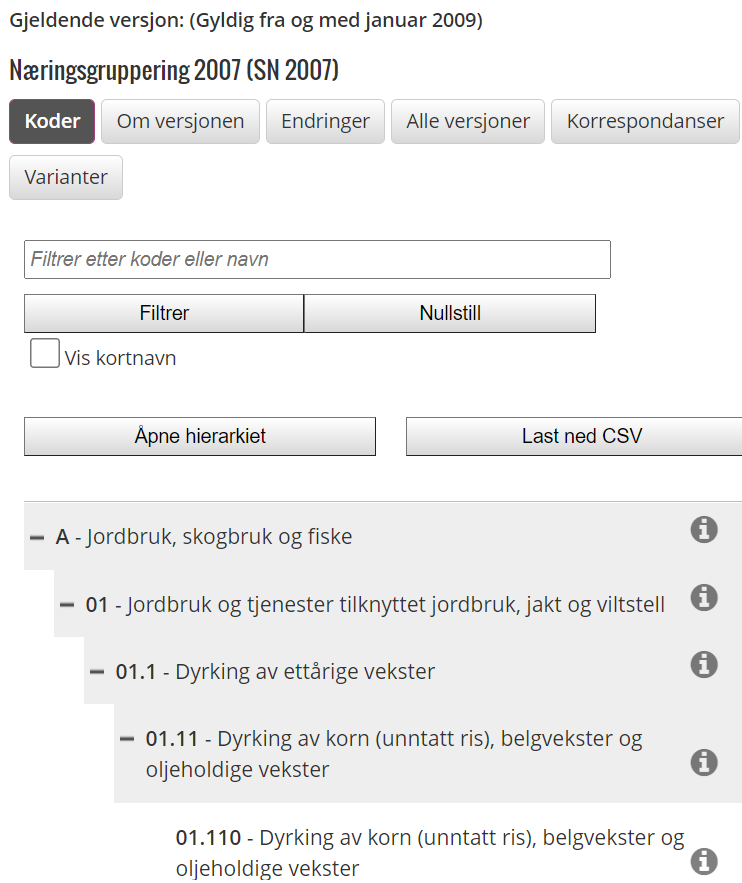 Gjeldende versjon: (Gyldig fra og med januar 2009)
Næringsgruppering 2007 (SN 2007)
Koder
Om versjonen
Endringer
Alle versjoner
Korrespondanser
Varianter
Filtrer etter koder eller navn
Filtrer
Nullstill
Vis kortnavn
Åpne hierarkiet
Last ned CSV
A - Jordbruk, skogbruk og fiske
01 - Jordbruk og tjenester tilknyttet jordbruk, jakt og viltstell
01.1 - Dyrking av ettårige vekster
01.11 - Dyrking av korn (unntatt ris), belgvekster og
oljeholdige vekster
01.110 - Dyrking av korn (unntatt ris), belgvekster og
oljeholdige vekster